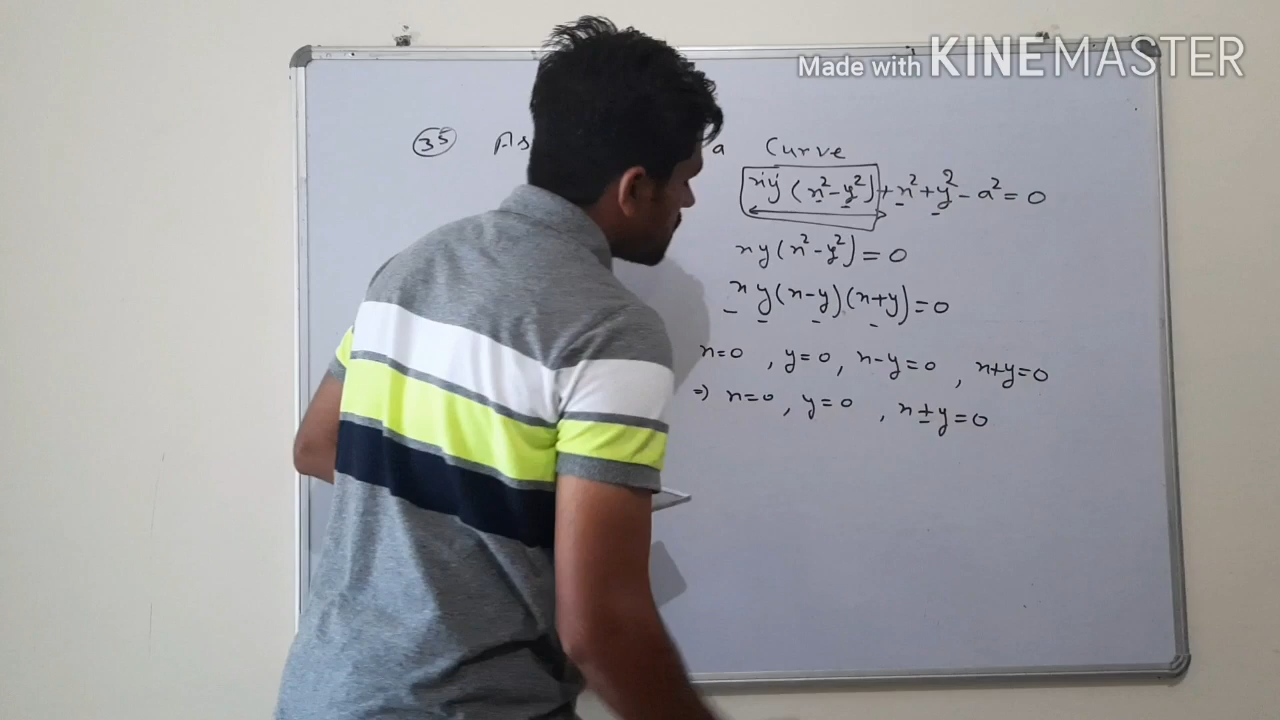 Made with KINEMASTER
35 As a Curve
xy(x²-y²)+x²+y²-a²=0
xy(x²-y²)=0
xy(x-y)(x+y)=0
x=0, y=0, x-y=0, x+y=0
⇒ x=0, y=0, x±y=0